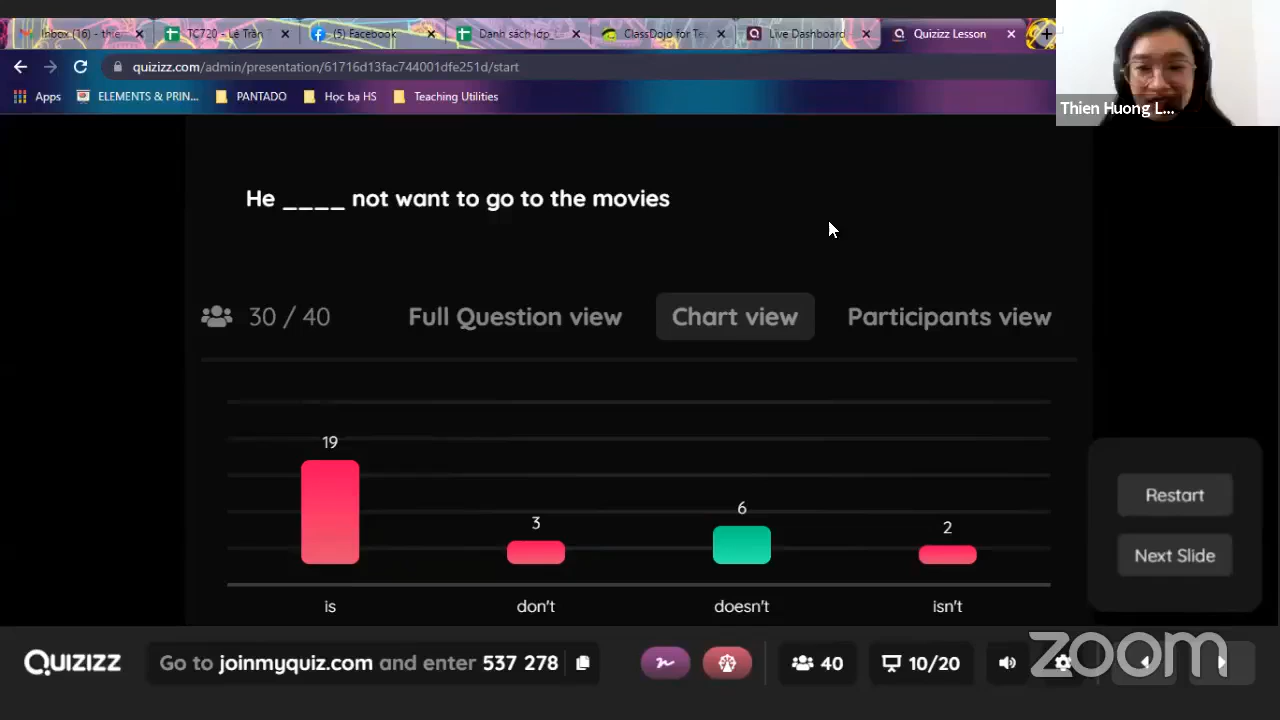 Inbox (16) - thie
TC720 - Lê Trần T
(5) Facebook
Danh sách lớp_
ClassDojo for Te
Live Dashboard
Quizizz Lesson
quizizz.com/admin/presentation/61716d13fac744001dfe251d/start
Apps
ELEMENTS & PRIN...
PANTADO
Học bạ HS
Teaching Utilities
Thien Huong L...
He ____ not want to go to the movies
30 / 40
Full Question view
Chart view
Participants view
19
3
6
2
is
don't
doesn't
isn't
Restart
Next Slide
QUIZIZZ
Go to joinmyquiz.com and enter 537 278
40
10/20
zoom